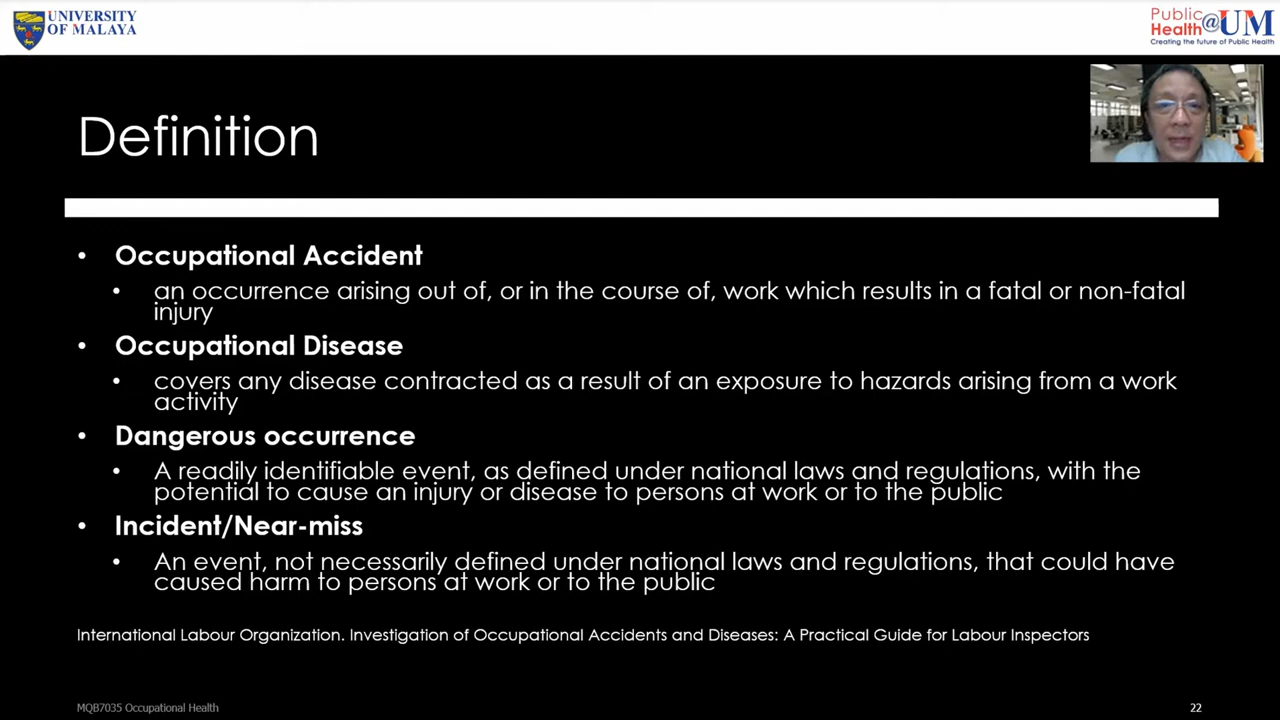 UNIVERSITY
OF MALAYA
Public
Health@UM
Creating the future of Public Health
Definition
• Occupational Accident
• an occurrence arising out of, or in the course of, work which results in a fatal or non-fatal
injury
• Occupational Disease
• covers any disease contracted as a result of an exposure to hazards arising from a work
activity
• Dangerous occurrence
• A readily identifiable event, as defined under national laws and regulations, with the
potential to cause an injury or disease to persons at work or to the public
• Incident/Near-miss
• An event, not necessarily defined under national laws and regulations, that could have
caused harm to persons at work or to the public
International Labour Organization. Investigation of Occupational Accidents and Diseases: A Practical Guide for Labour Inspectors
MQB7035 Occupational Health
22